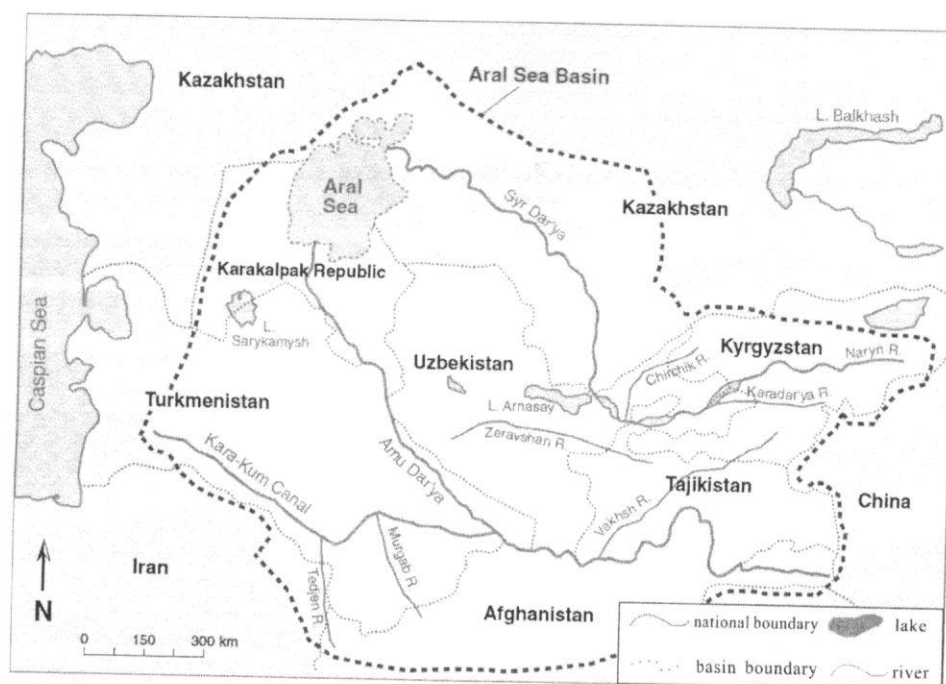 Kazakhstan
Aral Sea Basin
L. Balkhash
Aral
Sea
Syr Dar'ya
Kazakhstan
Karakalpak Republic
Caspian Sea
L.
Sarykamysh
Uzbekistan
Kyrgyzstan
Naryn R.
Chirchik R.
Karadar'ya R.
Turkmenistan
L. Arnasay
Zeravshan R.
Kara-Kum Canal
Amu Dar'ya
Vakhsh R.
Tajikistan
China
Murgab R.
Tedjen R.
Iran
N
Afghanistan
0 150 300 km
national boundary lake
basin boundary river